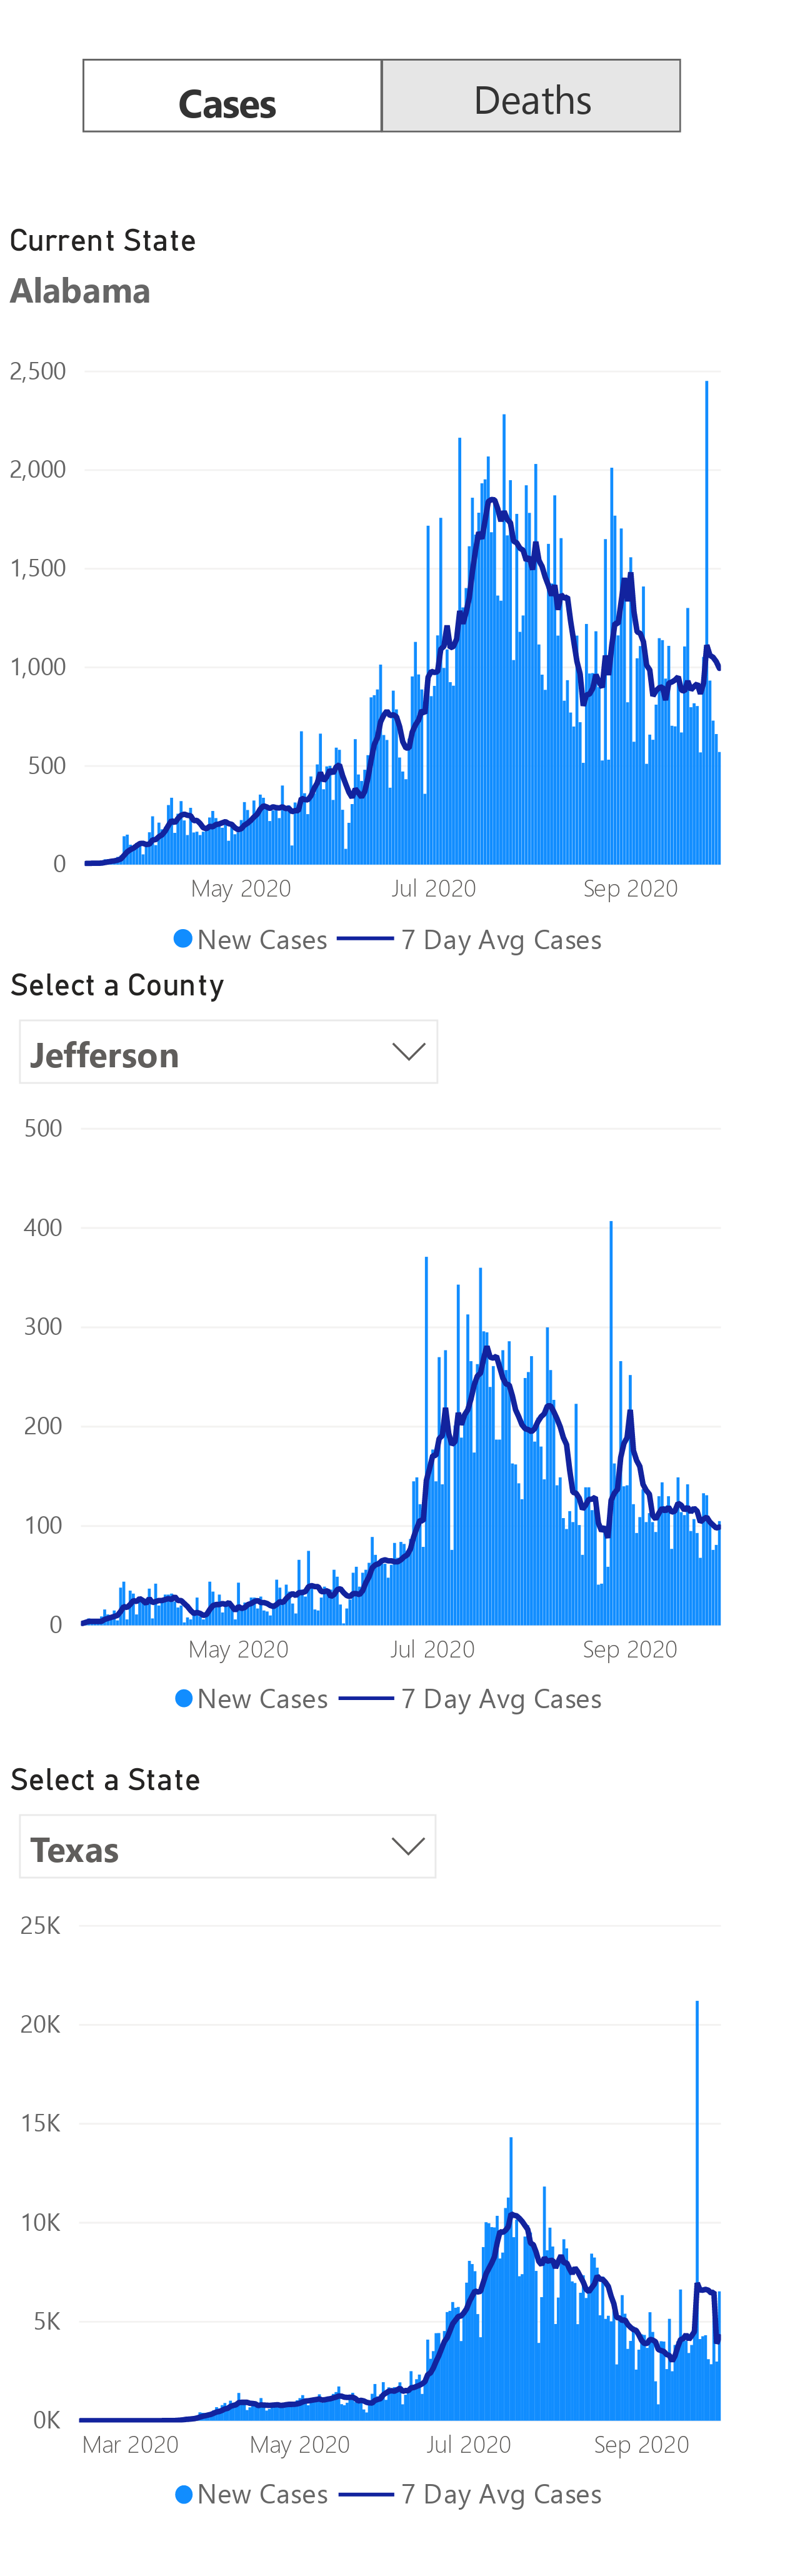 Cases Deaths
Current State
Alabama
2,500
2,000
1,500
1,000
500
0
May 2020 Jul 2020 Sep 2020
New Cases 7 Day Avg Cases
Select a County
Jefferson
500
400
300
200
100
0
May 2020 Jul 2020 Sep 2020
New Cases 7 Day Avg Cases
Select a State
Texas
25K
20K
15K
10K
5K
0K
Mar 2020 May 2020 Jul 2020 Sep 2020
New Cases 7 Day Avg Cases